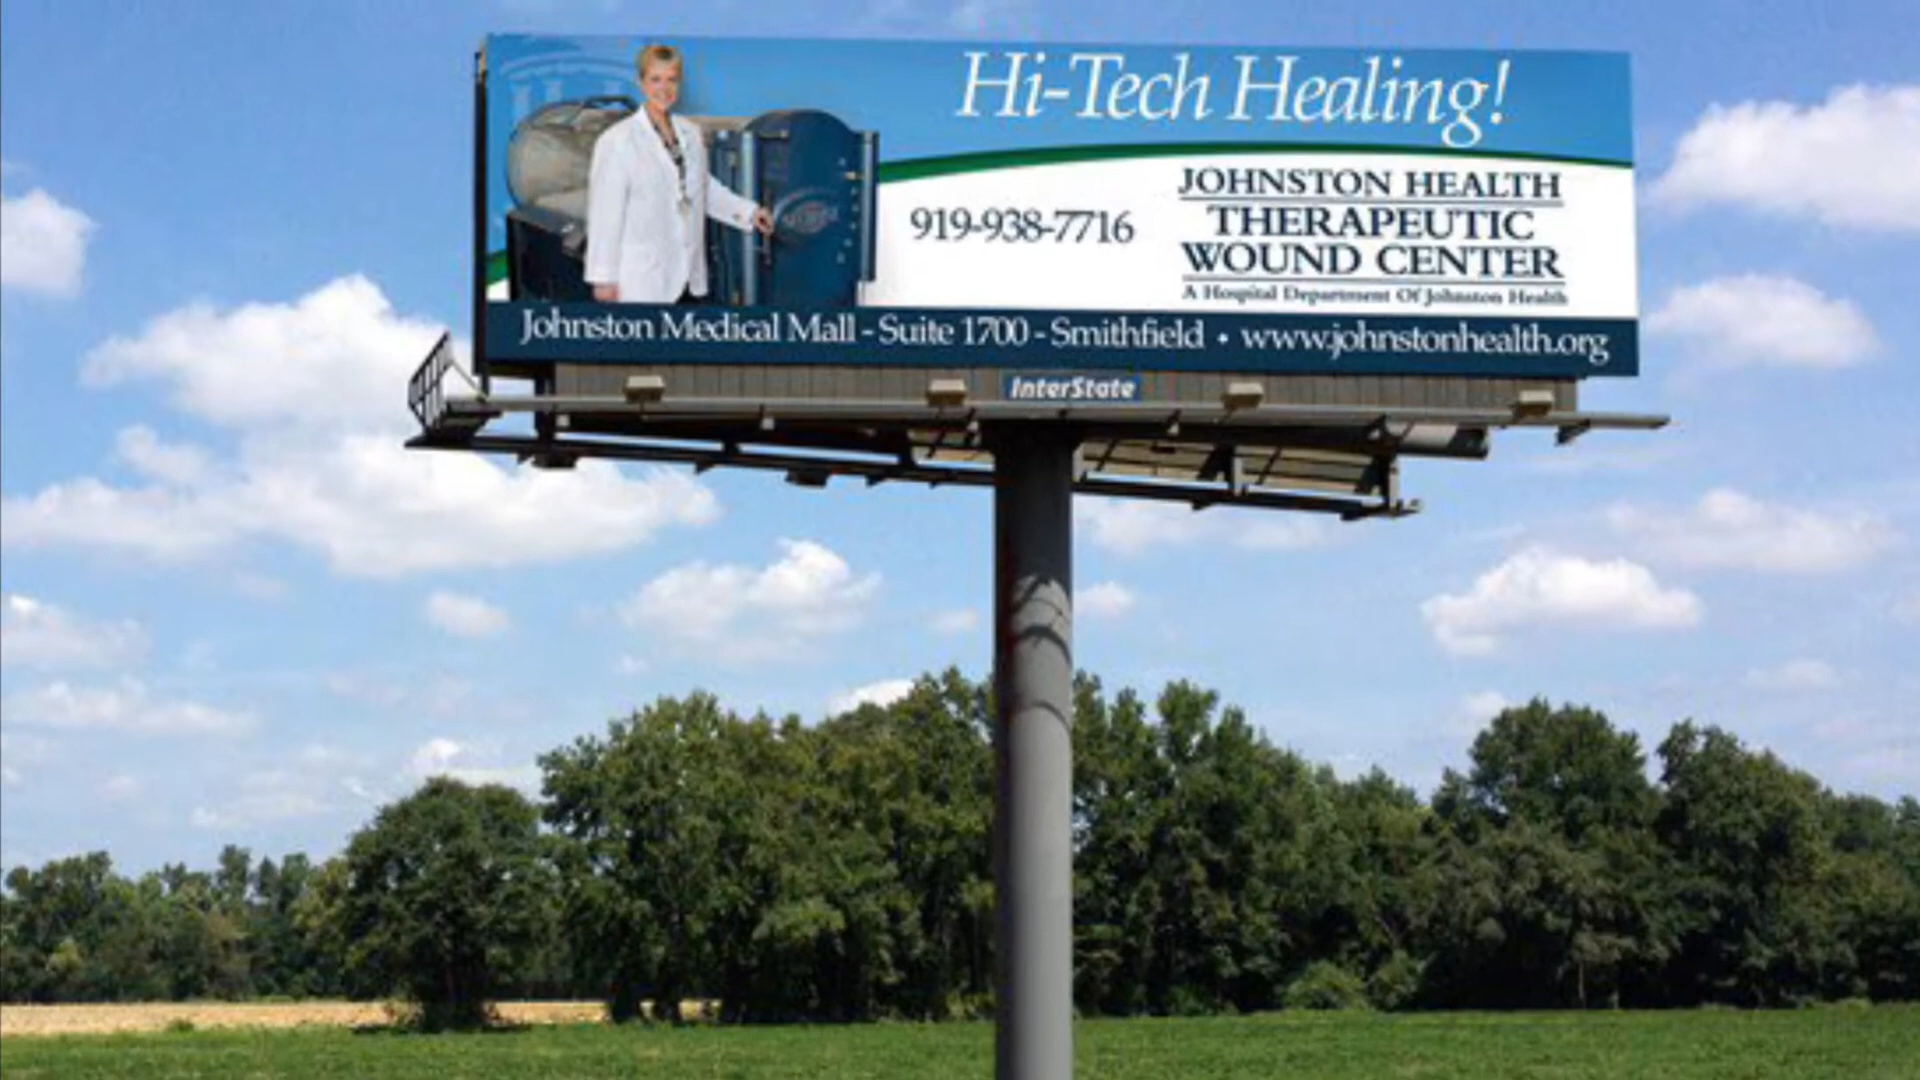 Hi-Tech Healing!
919-938-7716
JOHNSTON HEALTH
THERAPEUTIC
WOUND CENTER
A Hospital Department Of Johnston Health
Johnston Medical Mall - Suite 1700 - Smithfield • www.johnstonhealth.org
InterState